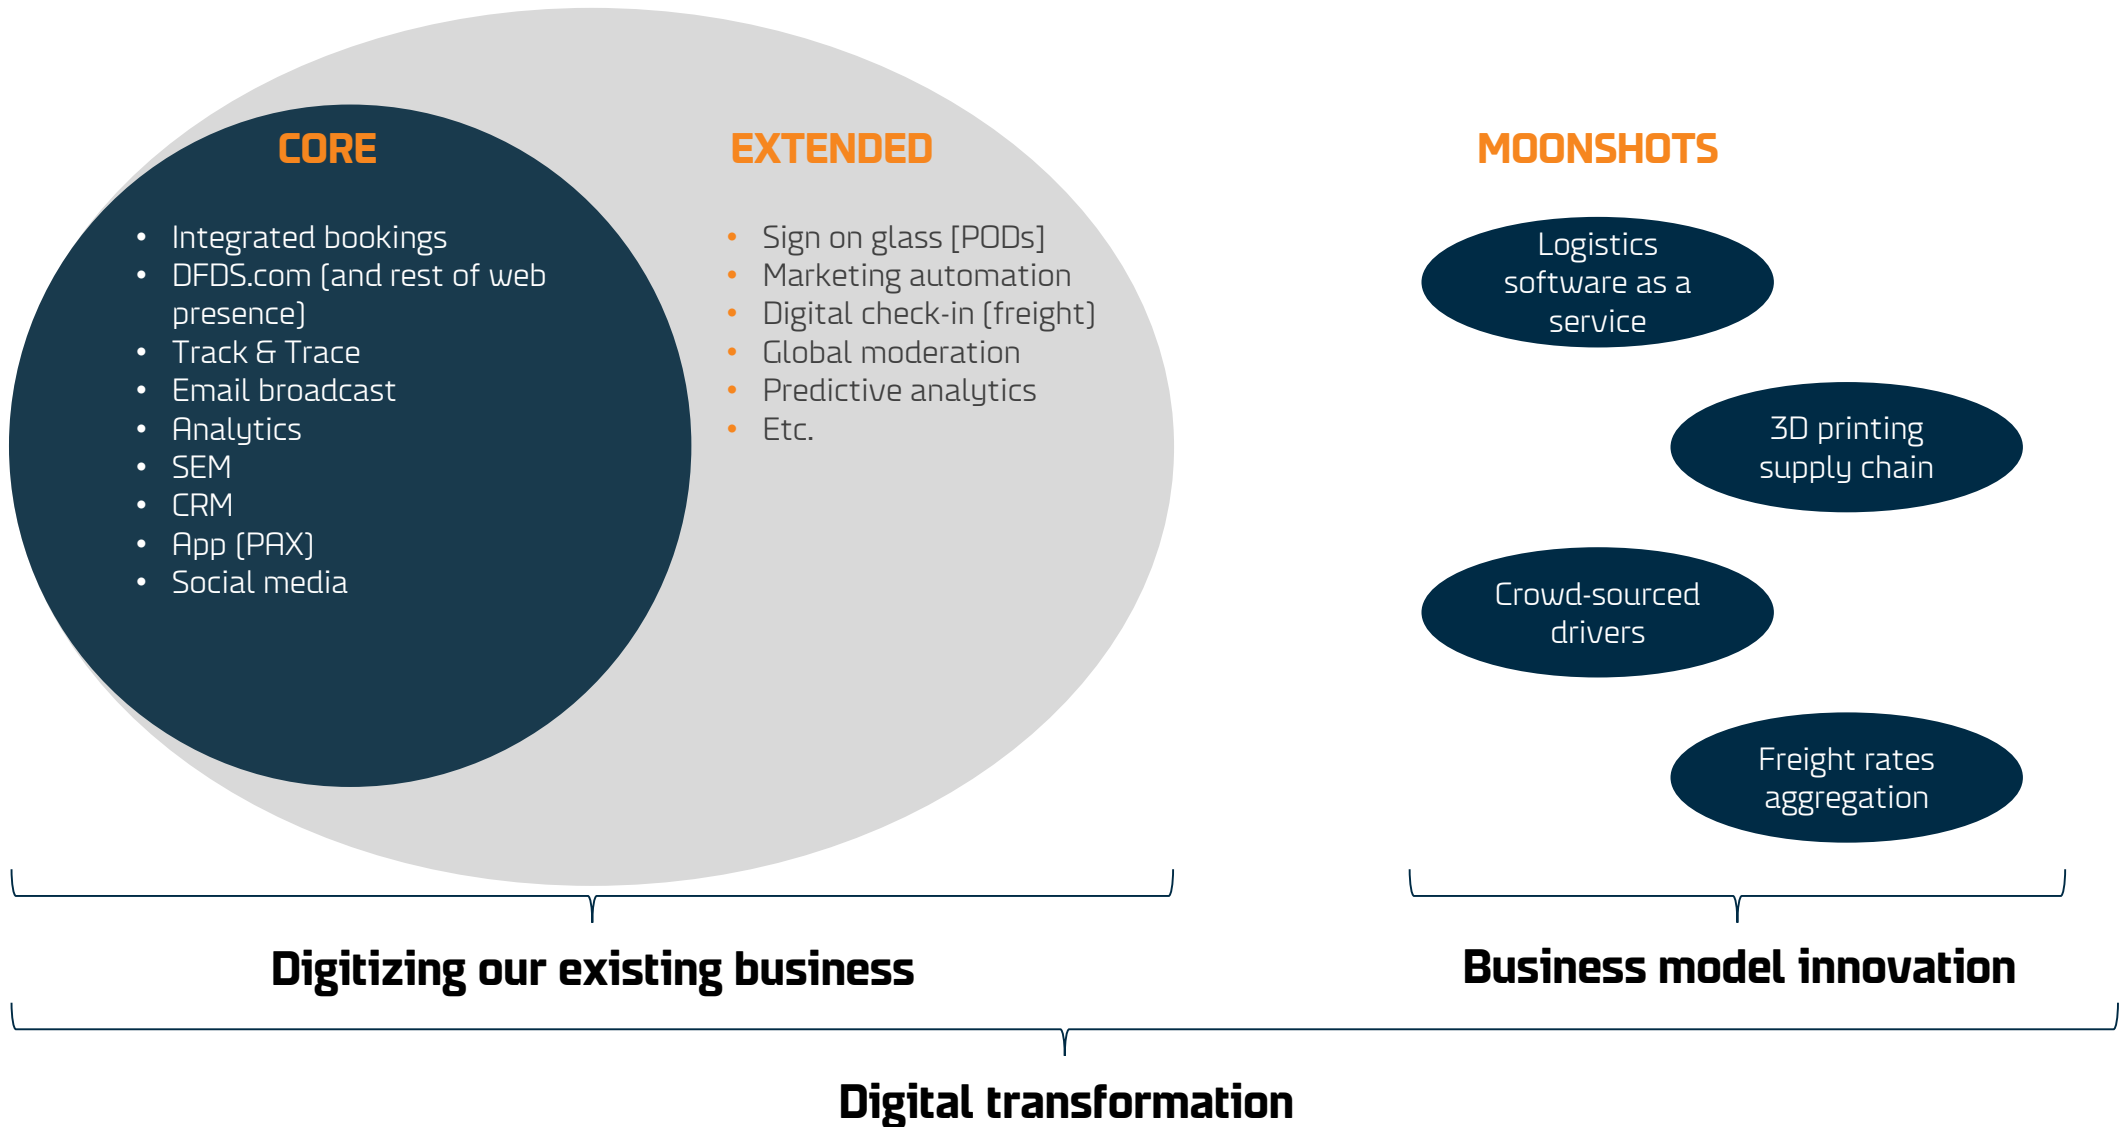 CORE
• Integrated bookings
• DFDS.com (and rest of web
presence)
• Track & Trace
• Email broadcast
• Analytics
• SEM
• CRM
• App (PAX)
• Social media
EXTENDED
• Sign on glass [PODs]
• Marketing automation
• Digital check-in (freight)
• Global moderation
• Predictive analytics
• Etc.
MOONSHOTS
Logistics
software as a
service
3D printing
supply chain
Crowd-sourced
drivers
Freight rates
aggregation
Digitizing our existing business
Business model innovation
Digital transformation